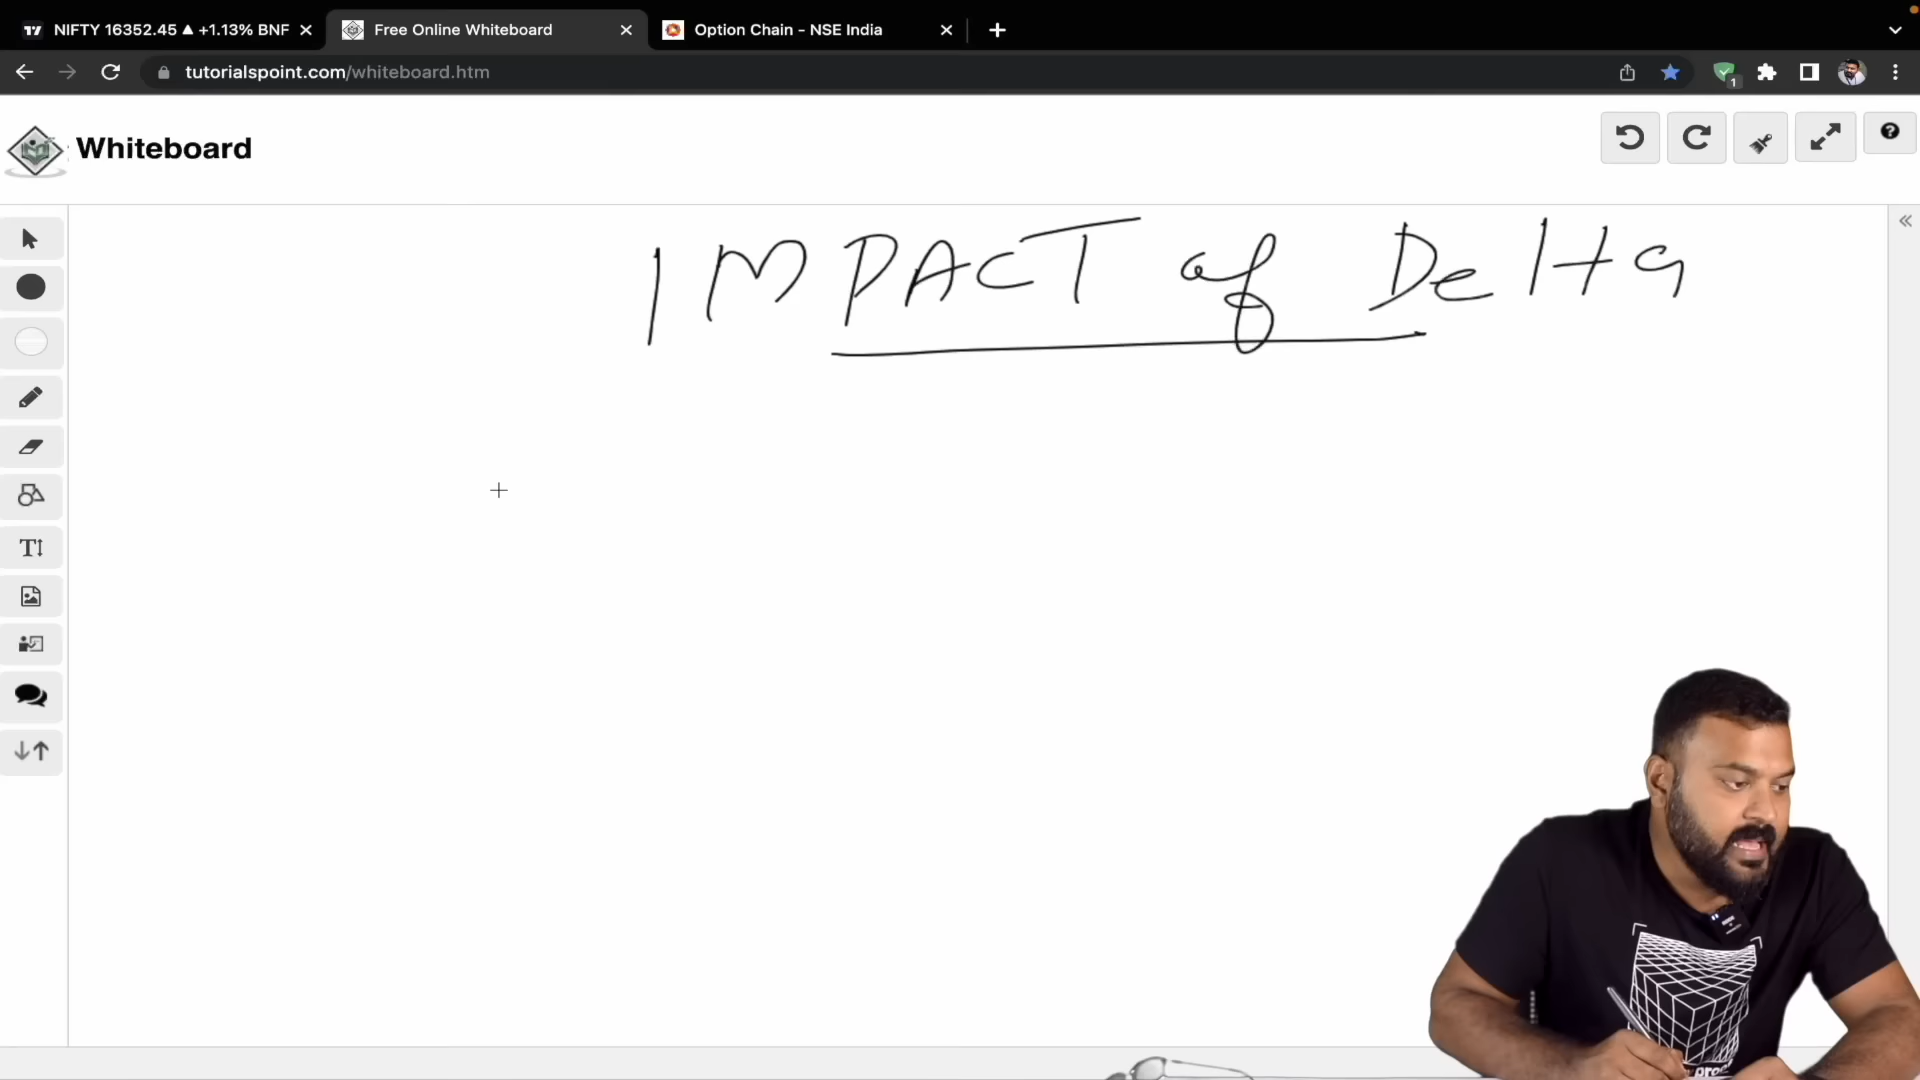 NIFTY 16352.45 ▲ +1.13% BNF
Free Online Whiteboard
Option Chain - NSE India
tutorialspoint.com/whiteboard.htm
1
Whiteboard
IMPACT of Delta